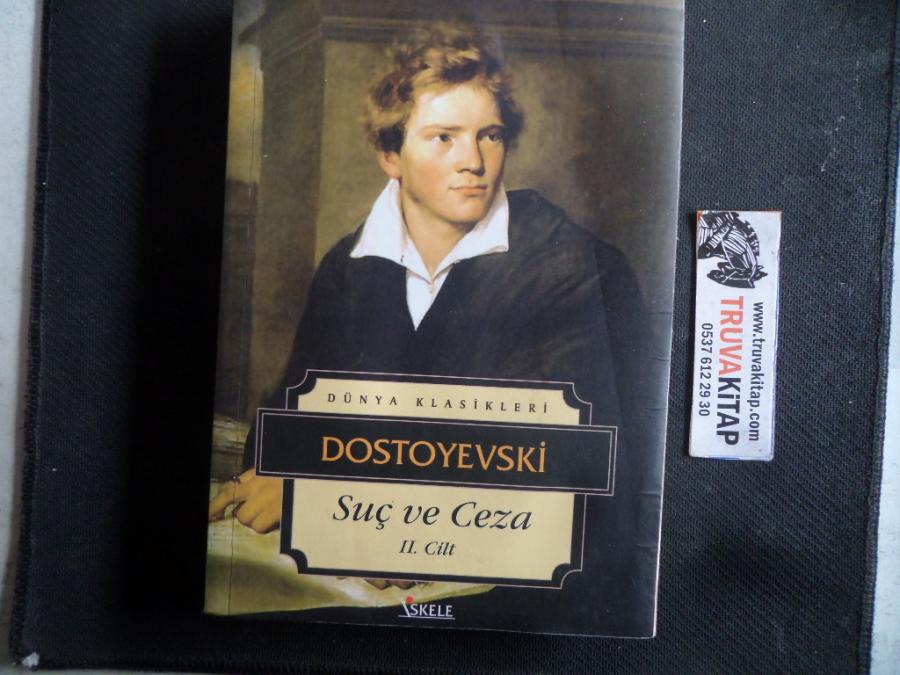 DÜNYA KLASİKLERİ
DOSTOYEVSKİ
Suç ve Ceza
II. Cilt
İSKELE
www.truvakitap.com
TRUVAKİTAP
0537 612 29 30